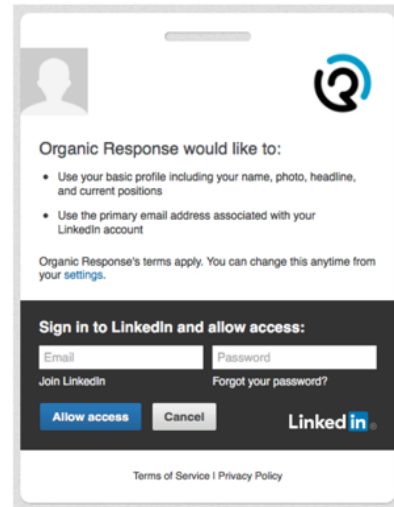 Organic Response would like to:
• Use your basic profile including your name, photo, headline,
and current positions
• Use the primary email address associated with your
LinkedIn account
Organic Response's terms apply. You can change this anytime from
your settings.
Sign in to LinkedIn and allow access:
Email Password
Join LinkedIn Forgot your password?
Allow access Cancel Linked in
Terms of Service | Privacy Policy